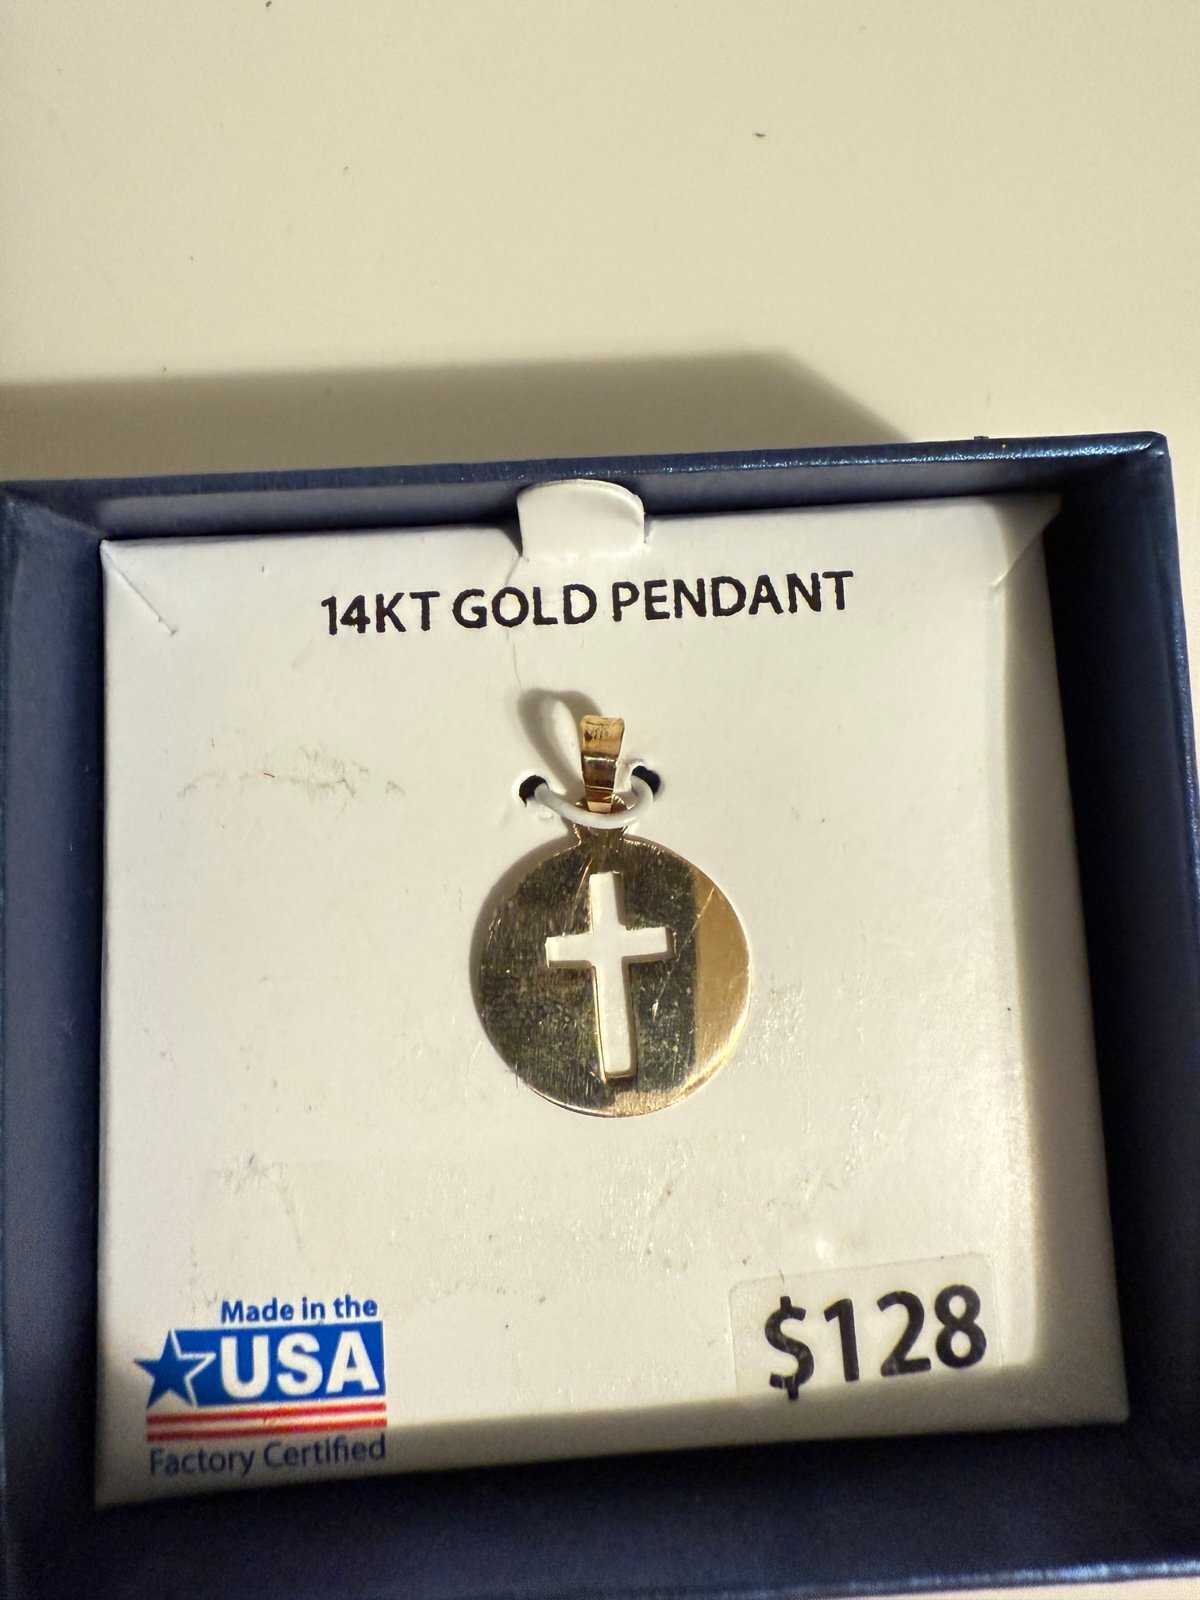 14KT GOLD PENDANT
Made in the
USA
Factory Certified
$128